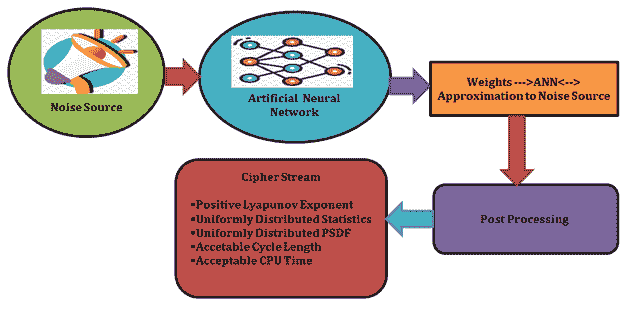 Noise Source
Artificial Neural
Network
Weights --->ANN<-->
Approximation to Noise Source
Post Processing
Cipher Stream
▪Positive Lyapunov Exponent
▪Uniformly Distributed Statistics
▪Uniformly Distributed PSDF
▪Accetable Cycle Length
▪Acceptable CPU Time